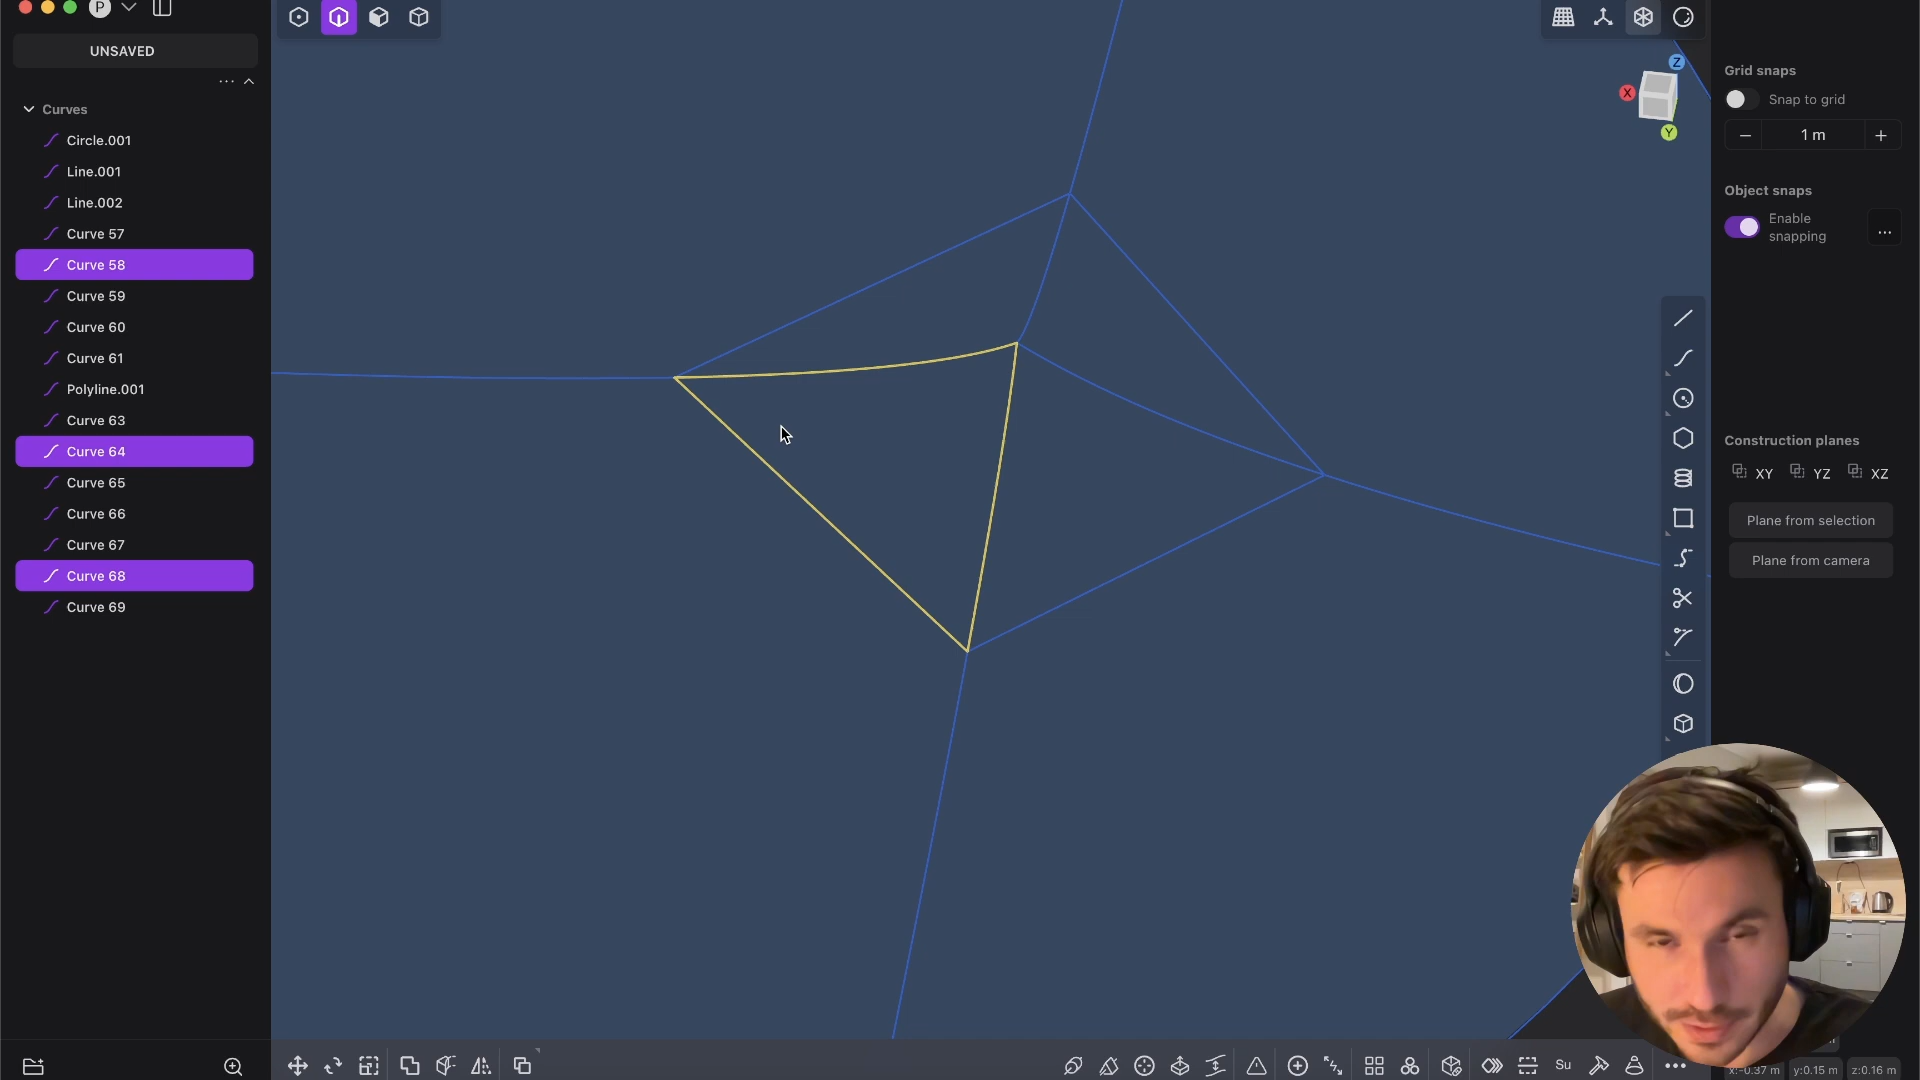 P
UNSAVED
Curves
Circle.001
Line.001
Line.002
Curve 57
Curve 58
Curve 59
Curve 60
Curve 61
Polyline.001
Curve 63
Curve 64
Curve 65
Curve 66
Curve 67
Curve 68
Curve 69
Z
X
Y
Grid snaps
Snap to grid
1 m
Object snaps
Enable
snapping
...
Construction planes
XY YZ XZ
Plane from selection
Plane from camera
Su
x:-0.37 m y:0.15 m z:0.16 m